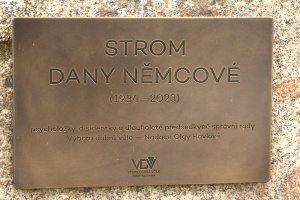 STROM
DANY NĚMCOVÉ
(1934—2023)
psycholožky, disidentky a dlouholeté předsedkyně správní rady
Výboru dobré vůle — Nadace Olgy Havlové
VDV